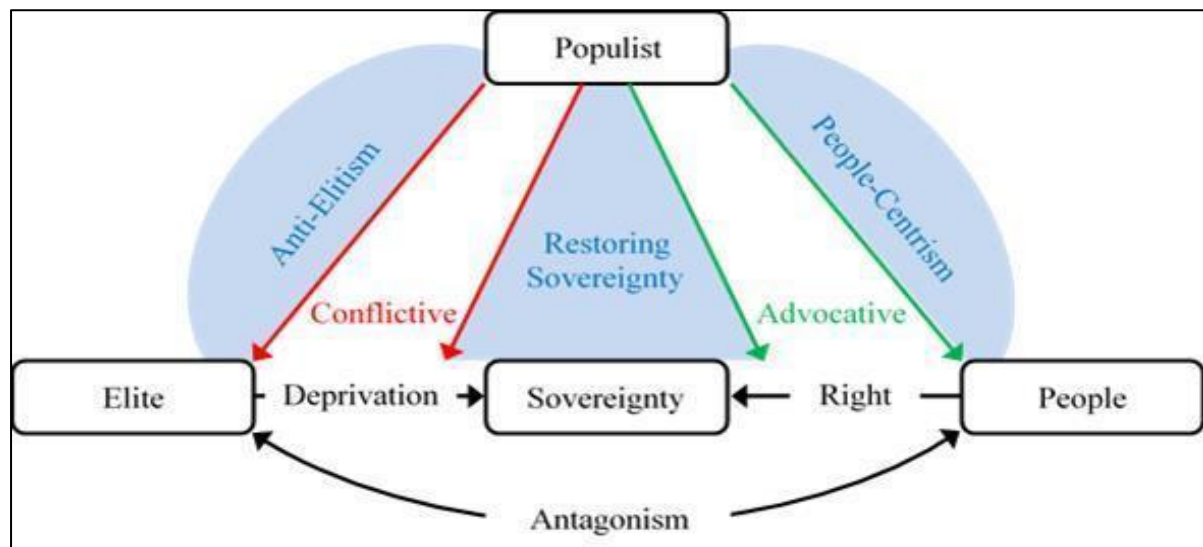 Populist
Anti-Elitism
People-Centrism
Restoring
Sovereignty
Conflictive
Advocative
Elite
Deprivation
Sovereignty
Right
People
Antagonism